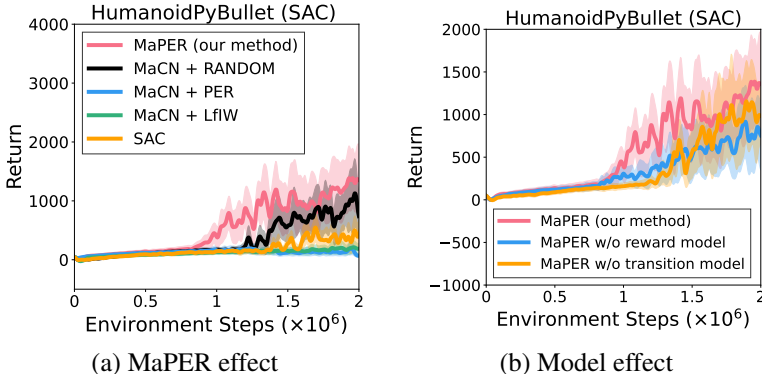 HumanoidPyBullet (SAC)
4000
3000
2000
1000
0
Return
MaPER (our method)
MaCN + RANDOM
MaCN + PER
MaCN + LfIW
SAC
0
0.5
1
1.5
2
Environment Steps (×10⁶)
(a) MaPER effect
HumanoidPyBullet (SAC)
2000
1500
1000
500
0
−500
−1000
Return
MaPER (our method)
MaPER w/o reward model
MaPER w/o transition model
0
0.5
1
1.5
2
Environment Steps (×10⁶)
(b) Model effect